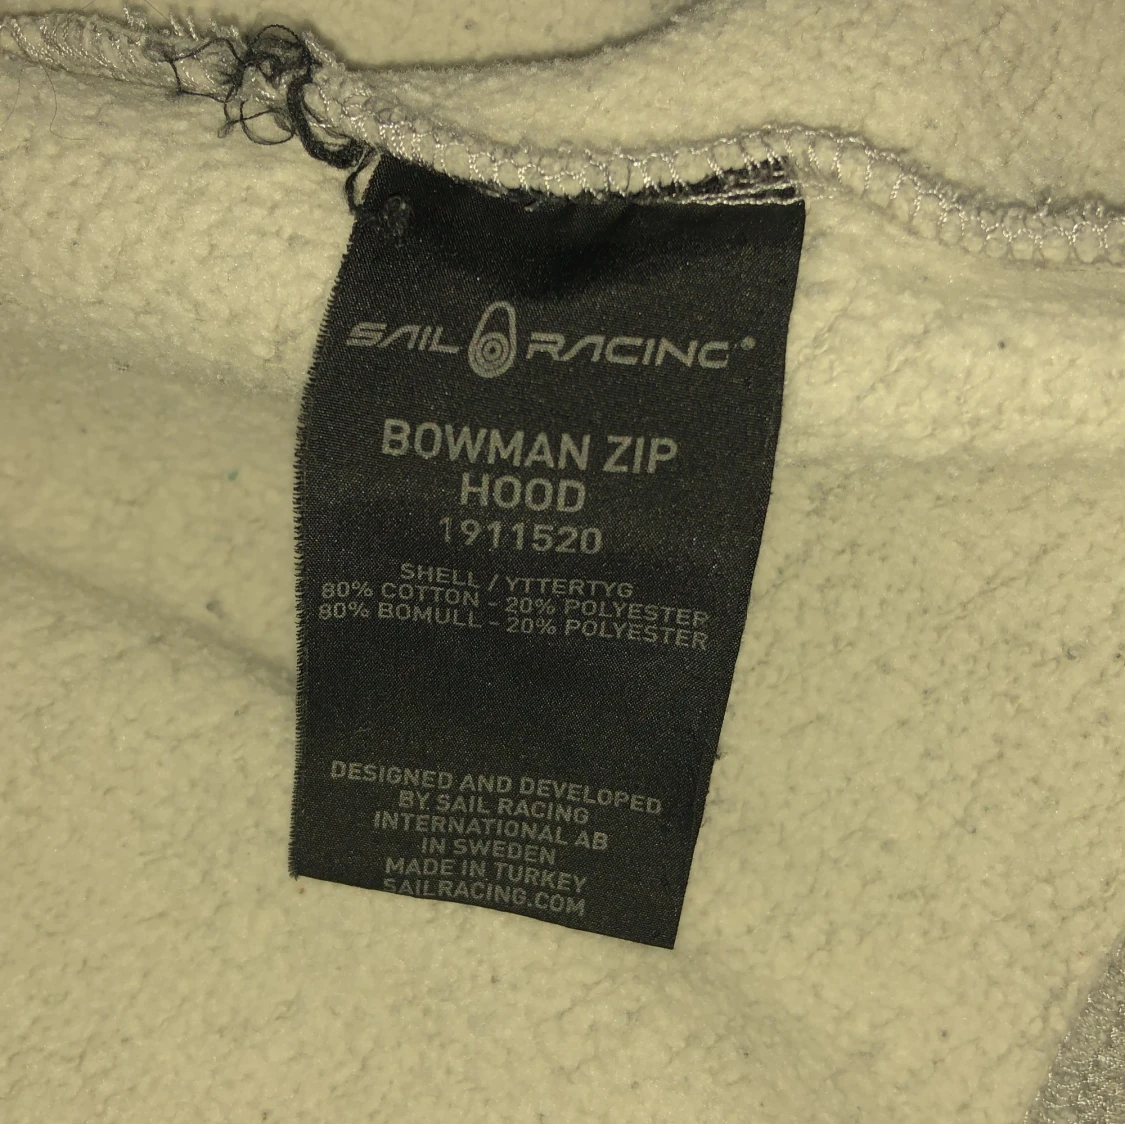 SAIL RACING
BOWMAN ZIP
HOOD
1911520
SHELL / YTTERTYG
80% COTTON - 20% POLYESTER
80% BOMULL - 20% POLYESTER
DESIGNED AND DEVELOPED
BY SAIL RACING
INTERNATIONAL AB
IN SWEDEN
MADE IN TURKEY
SAILRACING.COM